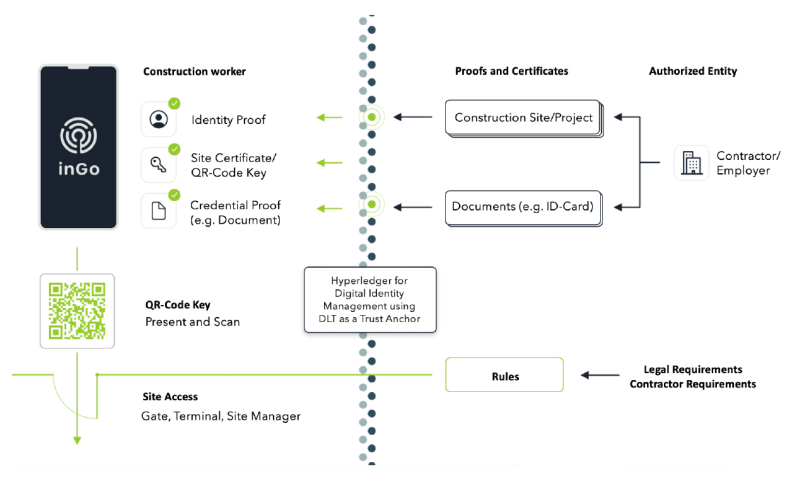 Construction worker
Proofs and Certificates
Authorized Entity
inGo
Identity Proof
Site Certificate/
QR-Code Key
Credential Proof
(e.g. Document)
Construction Site/Project
Documents (e.g. ID-Card)
Contractor/
Employer
Hyperledger for
Digital Identity
Management using
DLT as a Trust Anchor
QR-Code Key
Present and Scan
Rules
Legal Requirements
Contractor Requirements
Site Access
Gate, Terminal, Site Manager